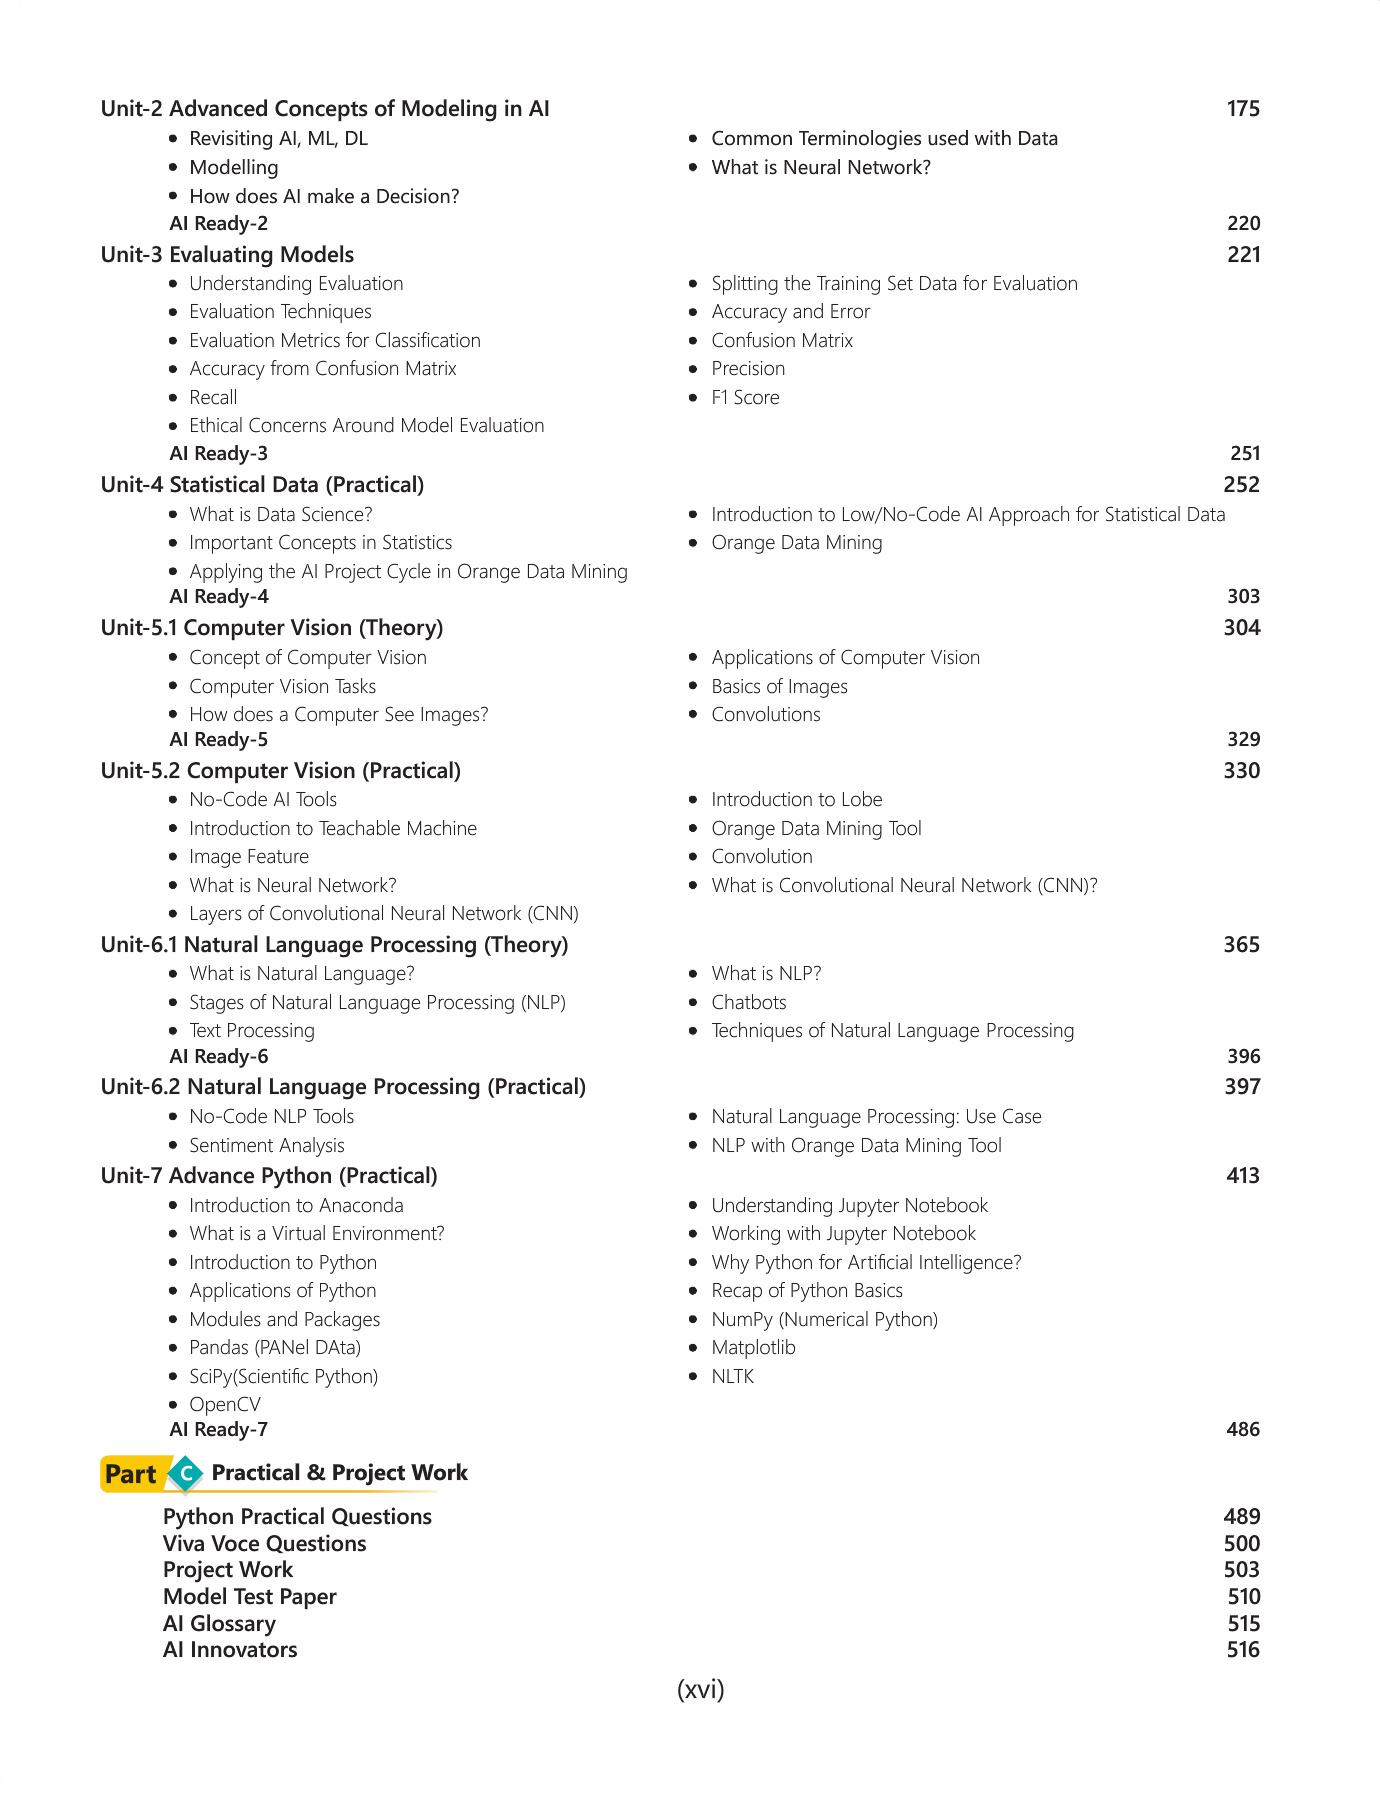 Unit-2 Advanced Concepts of Modeling in AI 175
• Revisiting AI, ML, DL • Common Terminologies used with Data
• Modelling • What is Neural Network?
• How does AI make a Decision?
AI Ready-2 220
Unit-3 Evaluating Models 221
• Understanding Evaluation • Splitting the Training Set Data for Evaluation
• Evaluation Techniques • Accuracy and Error
• Evaluation Metrics for Classification • Confusion Matrix
• Accuracy from Confusion Matrix • Precision
• Recall • F1 Score
• Ethical Concerns Around Model Evaluation
AI Ready-3 251
Unit-4 Statistical Data (Practical) 252
• What is Data Science? • Introduction to Low/No-Code AI Approach for Statistical Data
• Important Concepts in Statistics • Orange Data Mining
• Applying the AI Project Cycle in Orange Data Mining
AI Ready-4 303
Unit-5.1 Computer Vision (Theory) 304
• Concept of Computer Vision • Applications of Computer Vision
• Computer Vision Tasks • Basics of Images
• How does a Computer See Images? • Convolutions
AI Ready-5 329
Unit-5.2 Computer Vision (Practical) 330
• No-Code AI Tools • Introduction to Lobe
• Introduction to Teachable Machine • Orange Data Mining Tool
• Image Feature • Convolution
• What is Neural Network? • What is Convolutional Neural Network (CNN)?
• Layers of Convolutional Neural Network (CNN)
Unit-6.1 Natural Language Processing (Theory) 365
• What is Natural Language? • What is NLP?
• Stages of Natural Language Processing (NLP) • Chatbots
• Text Processing • Techniques of Natural Language Processing
AI Ready-6 396
Unit-6.2 Natural Language Processing (Practical) 397
• No-Code NLP Tools • Natural Language Processing: Use Case
• Sentiment Analysis • NLP with Orange Data Mining Tool
Unit-7 Advance Python (Practical) 413
• Introduction to Anaconda • Understanding Jupyter Notebook
• What is a Virtual Environment? • Working with Jupyter Notebook
• Introduction to Python • Why Python for Artificial Intelligence?
• Applications of Python • Recap of Python Basics
• Modules and Packages • NumPy (Numerical Python)
• Pandas (PANel DAta) • Matplotlib
• SciPy(Scientific Python) • NLTK
• OpenCV
AI Ready-7 486
Part C Practical & Project Work
Python Practical Questions 489
Viva Voce Questions 500
Project Work 503
Model Test Paper 510
AI Glossary 515
AI Innovators 516
(xvi)